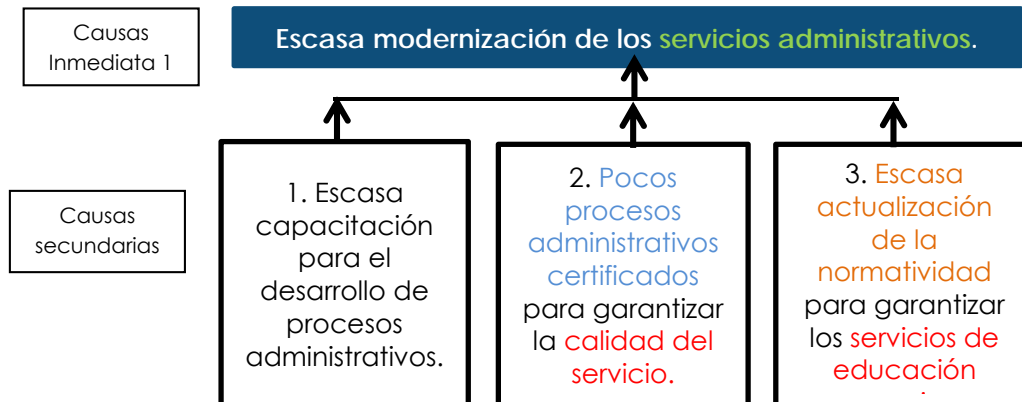 Causas
Inmediata 1
Escasa modernización de los servicios administrativos.
Causas
secundarias
1. Escasa
capacitación
para el
desarrollo de
procesos
administrativos.
2. Pocos
procesos
administrativos
certificados
para garantizar
la calidad del
servicio.
3. Escasa
actualización
de la
normatividad
para garantizar
los servicios de
educación